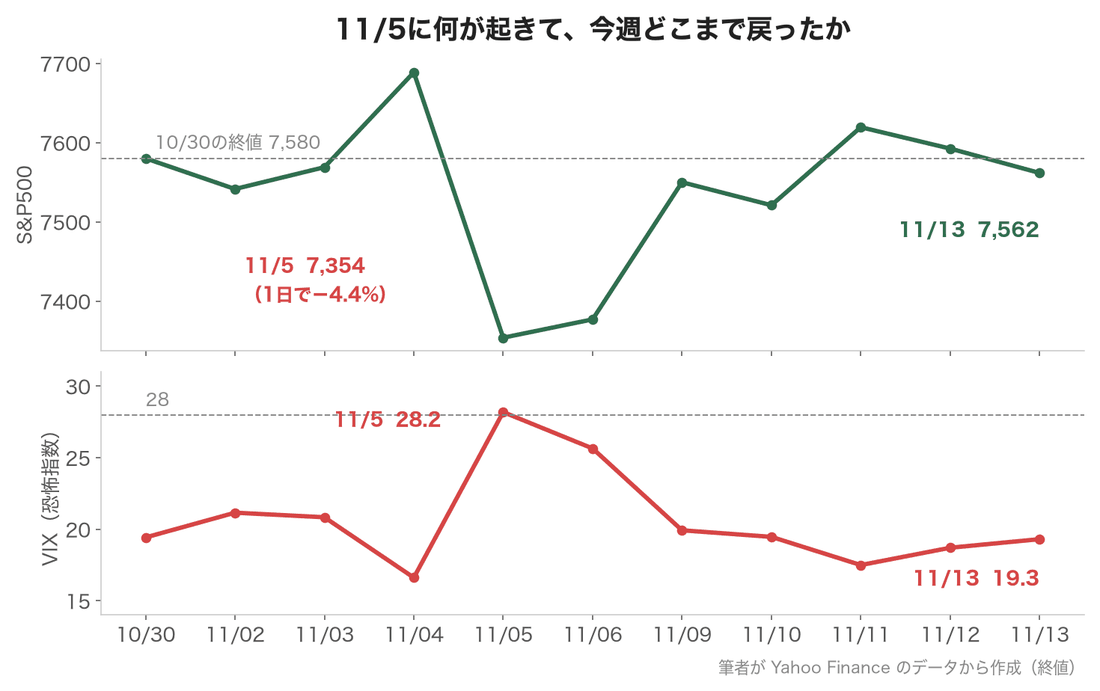 11/5に何が起きて、今週どこまで戻ったか
7700
7600
7500
7400
S&P500
10/30の終値 7,580
11/5 7,354
（1日で−4.4%）
11/13 7,562
30
25
20
15
VIX（恐怖指数）
28
11/5 28.2
11/13 19.3
10/30 11/02 11/03 11/04 11/05 11/06 11/09 11/10 11/11 11/12 11/13
筆者が Yahoo Finance のデータから作成（終値）